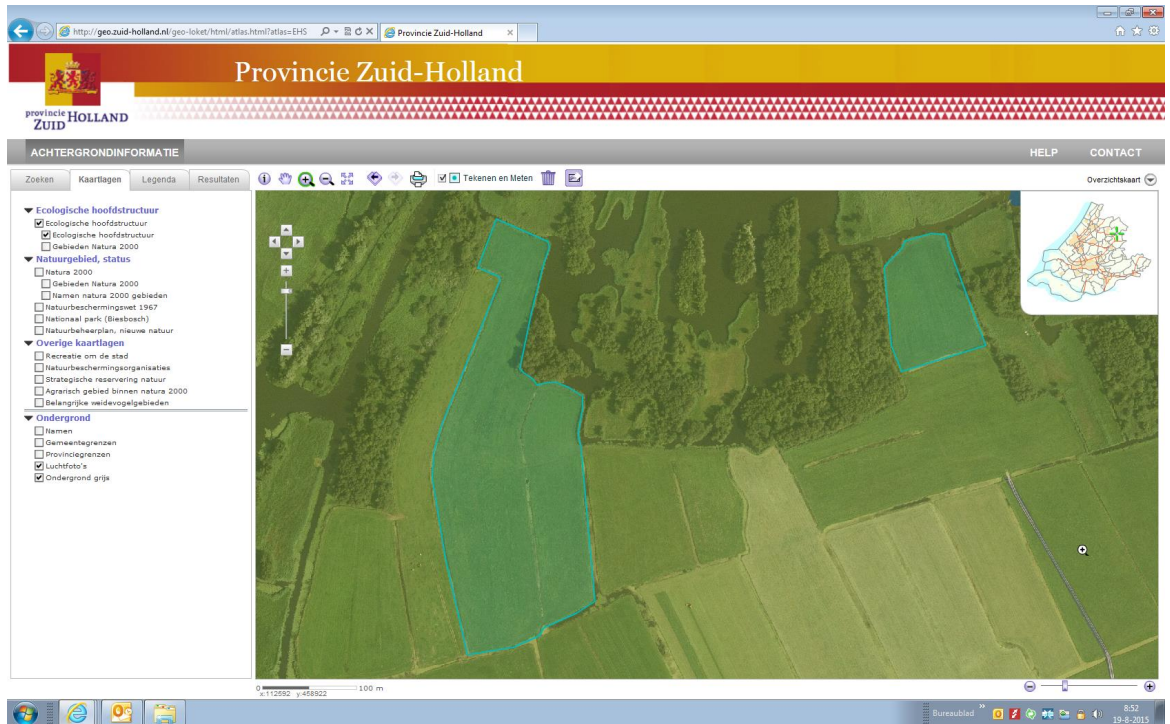 http://geo.zuid-holland.nl/geo-loket/html/atlas.html?atlas=EHS
Provincie Zuid-Holland
Provincie Zuid-Holland
provincie HOLLAND
ZUID
ACHTERGRONDINFORMATIE
HELP
CONTACT
Zoeken
Kaartlagen
Legenda
Resultaten
Tekenen en Meten
Overzichtskaart
Ecologische hoofdstructuur
Ecologische hoofdstructuur
Ecologische hoofdstructuur
Gebieden Natura 2000
Natuurgebied, status
Natura 2000
Gebieden Natura 2000
Namen natura 2000 gebieden
Natuurbeschermingswet 1967
Nationaal park (Biesbosch)
Natuurbeheerplan, nieuwe natuur
Overige kaartlagen
Recreatie om de stad
Natuurbeschermingsorganisaties
Strategische reservering natuur
Agrarisch gebied binnen natura 2000
Belangrijke weidevogelgebieden
Ondergrond
Namen
Gemeentegrenzen
Provinciegrenzen
Luchtfoto's
Ondergrond grijs
0 100 m
x:112592 y:458922
Bureaublad
8:52
19-8-2015